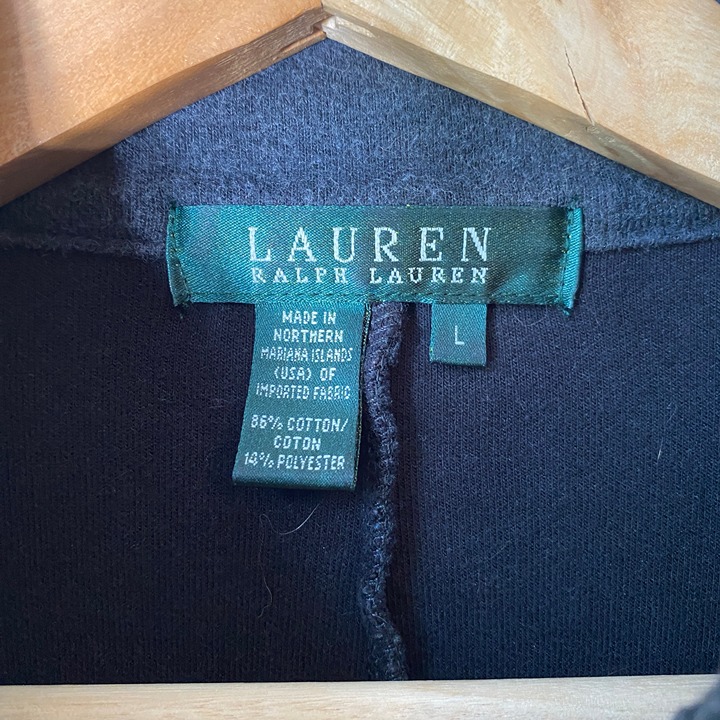 LAUREN
RALPH LAUREN
MADE IN
NORTHERN
MARIANA ISLANDS
(USA) OF
IMPORTED FABRIC
86% COTTON/
COTON
14% POLYESTER
L